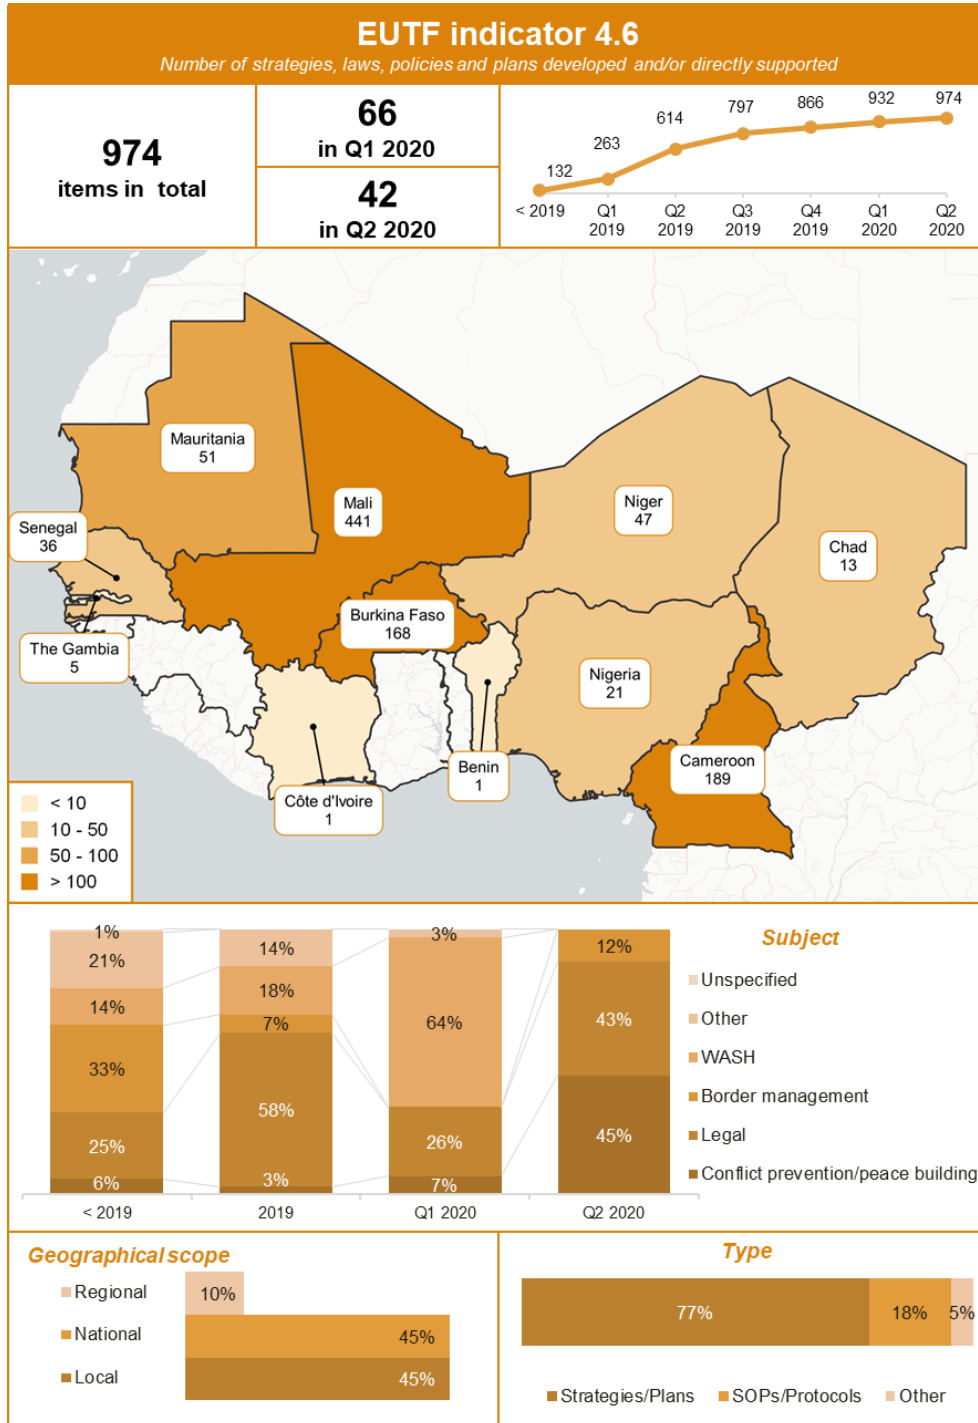 EUTF indicator 4.6
Number of strategies, laws, policies and plans developed and/or directly supported
974
items in total
66
in Q1 2020
42
in Q2 2020
132
263
614
797
866
932
974
< 2019
Q1
2019
Q2
2019
Q3
2019
Q4
2019
Q1
2020
Q2
2020
Mauritania
51
Mali
441
Niger
47
Chad
13
Senegal
36
The Gambia
5
Burkina Faso
168
Nigeria
21
Cameroon
189
Benin
1
Côte d'Ivoire
1
< 10
10 - 50
50 - 100
> 100
Subject
1%
21%
14%
33%
25%
6%
14%
18%
7%
58%
3%
3%
64%
26%
7%
12%
43%
45%
< 2019
2019
Q1 2020
Q2 2020
Unspecified
Other
WASH
Border management
Legal
Conflict prevention/peace building
Geographical scope
Regional
National
Local
10%
45%
45%
Type
77%
18%
5%
Strategies/Plans
SOPs/Protocols
Other